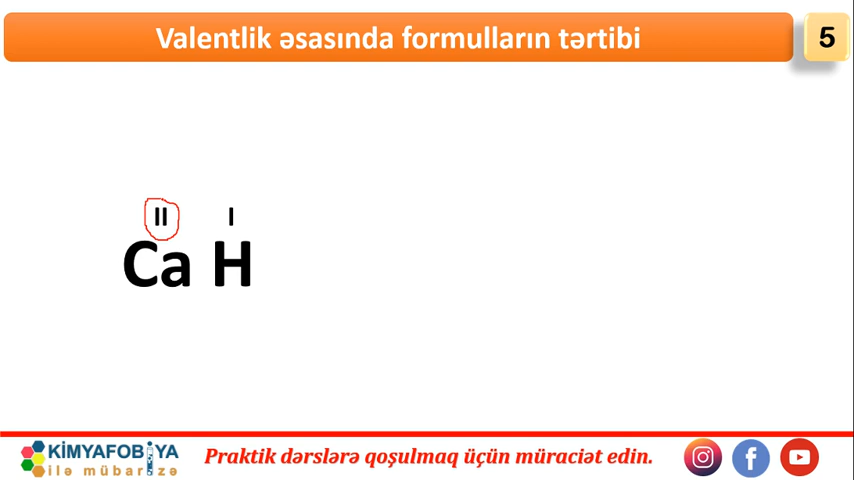 Valentlik əsasında formulların tərtibi
5
II I
Ca H
KİMYAFOBİYA
ilə mübarizə
Praktik dərslərə qoşulmaq üçün müraciət edin.